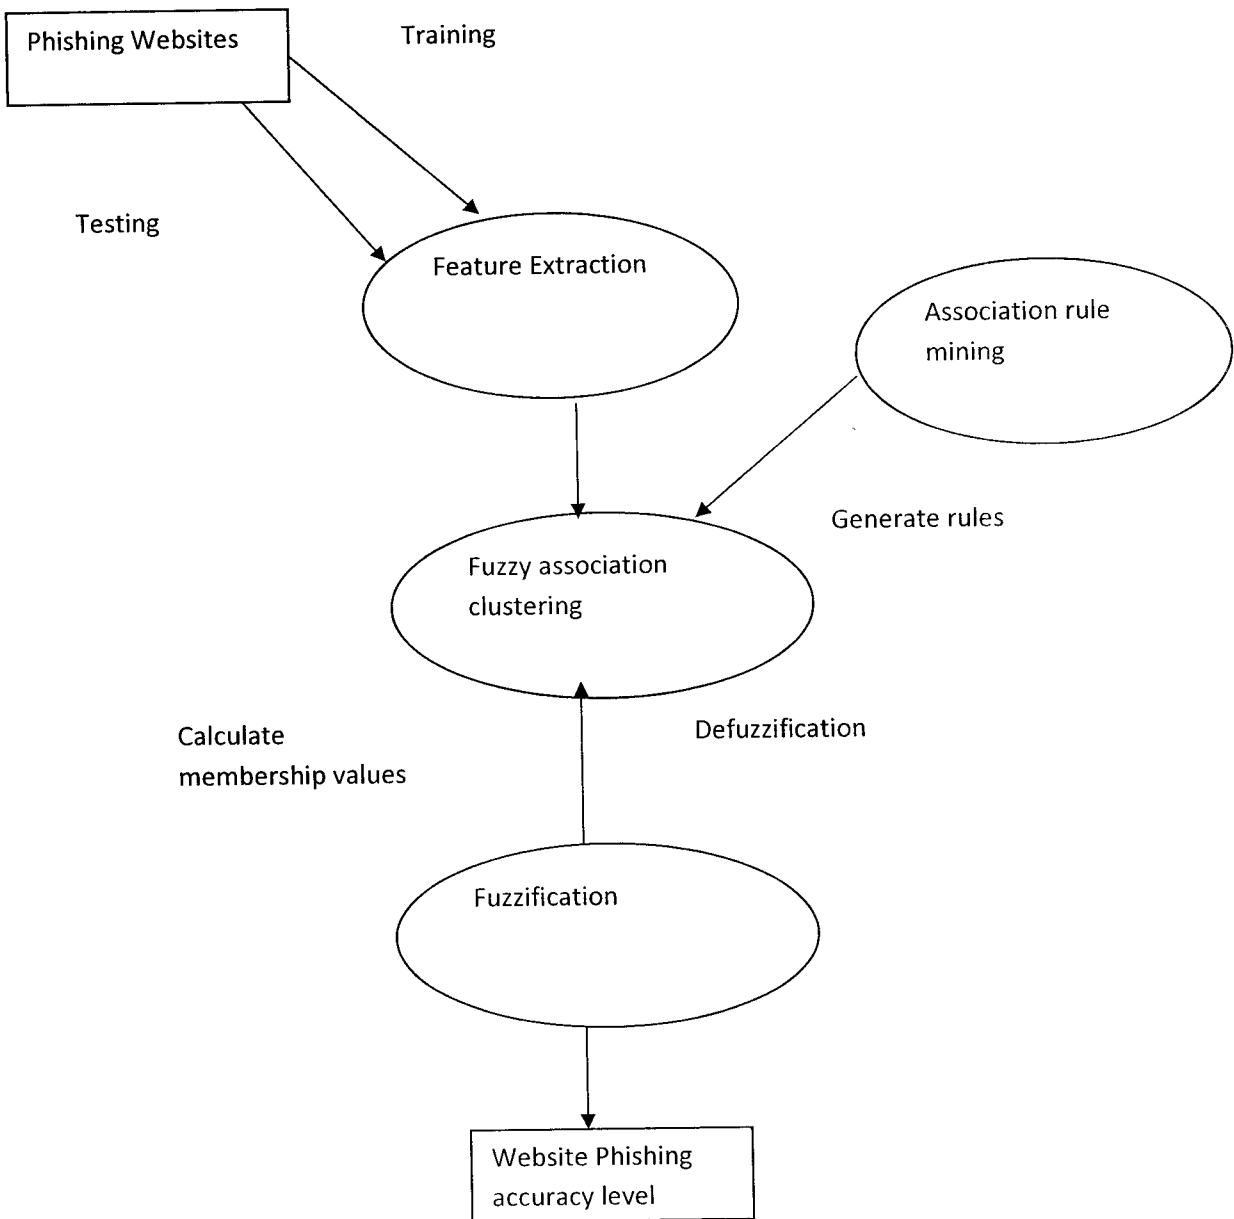 Phishing Websites
Training
Testing
Feature Extraction
Association rule
mining
Generate rules
Fuzzy association
clustering
Calculate
membership values
Defuzzification
Fuzzification
Website Phishing
accuracy level